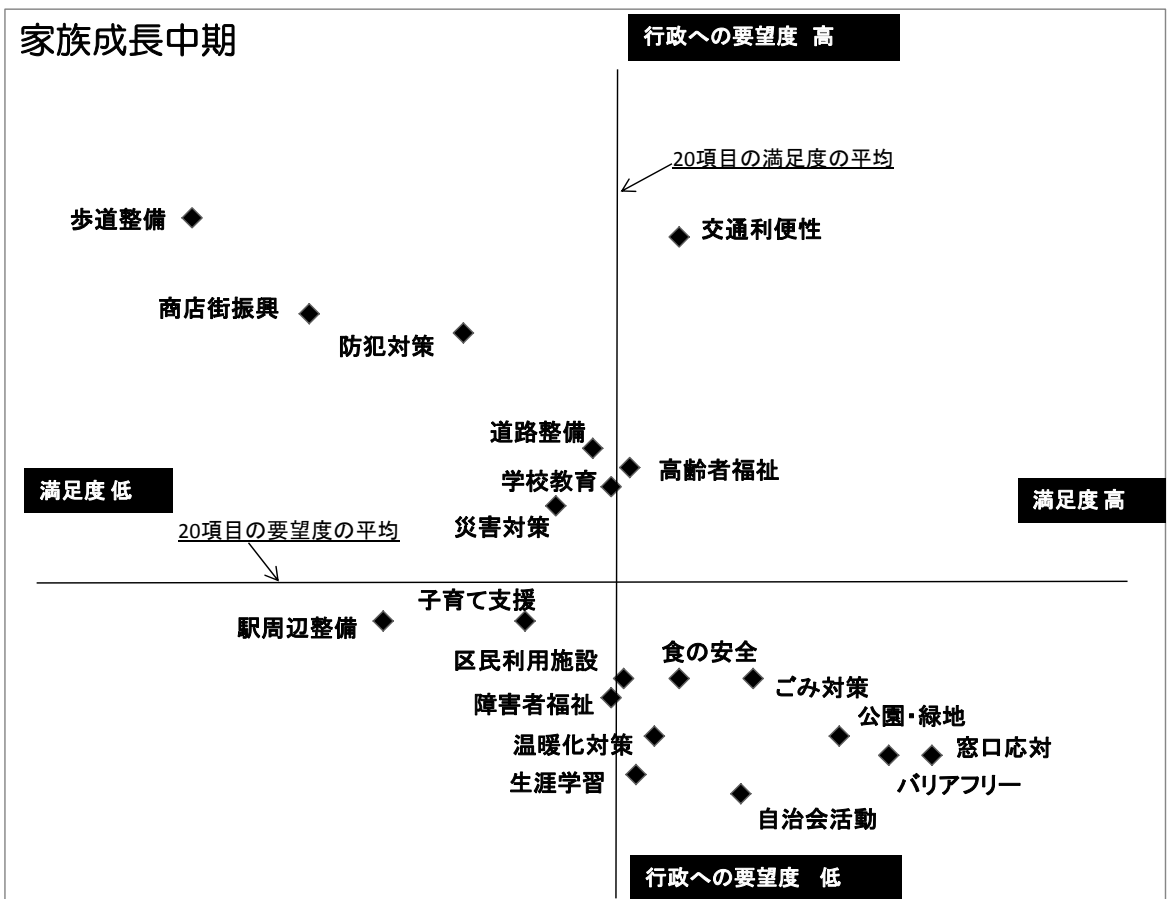 家族成長中期
行政への要望度 高
20項目の満足度の平均
歩道整備
交通利便性
商店街振興
防犯対策
道路整備
高齢者福祉
学校教育
満足度 低
満足度 高
災害対策
20項目の要望度の平均
子育て支援
駅周辺整備
区民利用施設
食の安全
ごみ対策
障害者福祉
公園・緑地
温暖化対策
窓口応対
生涯学習
バリアフリー
自治会活動
行政への要望度 低